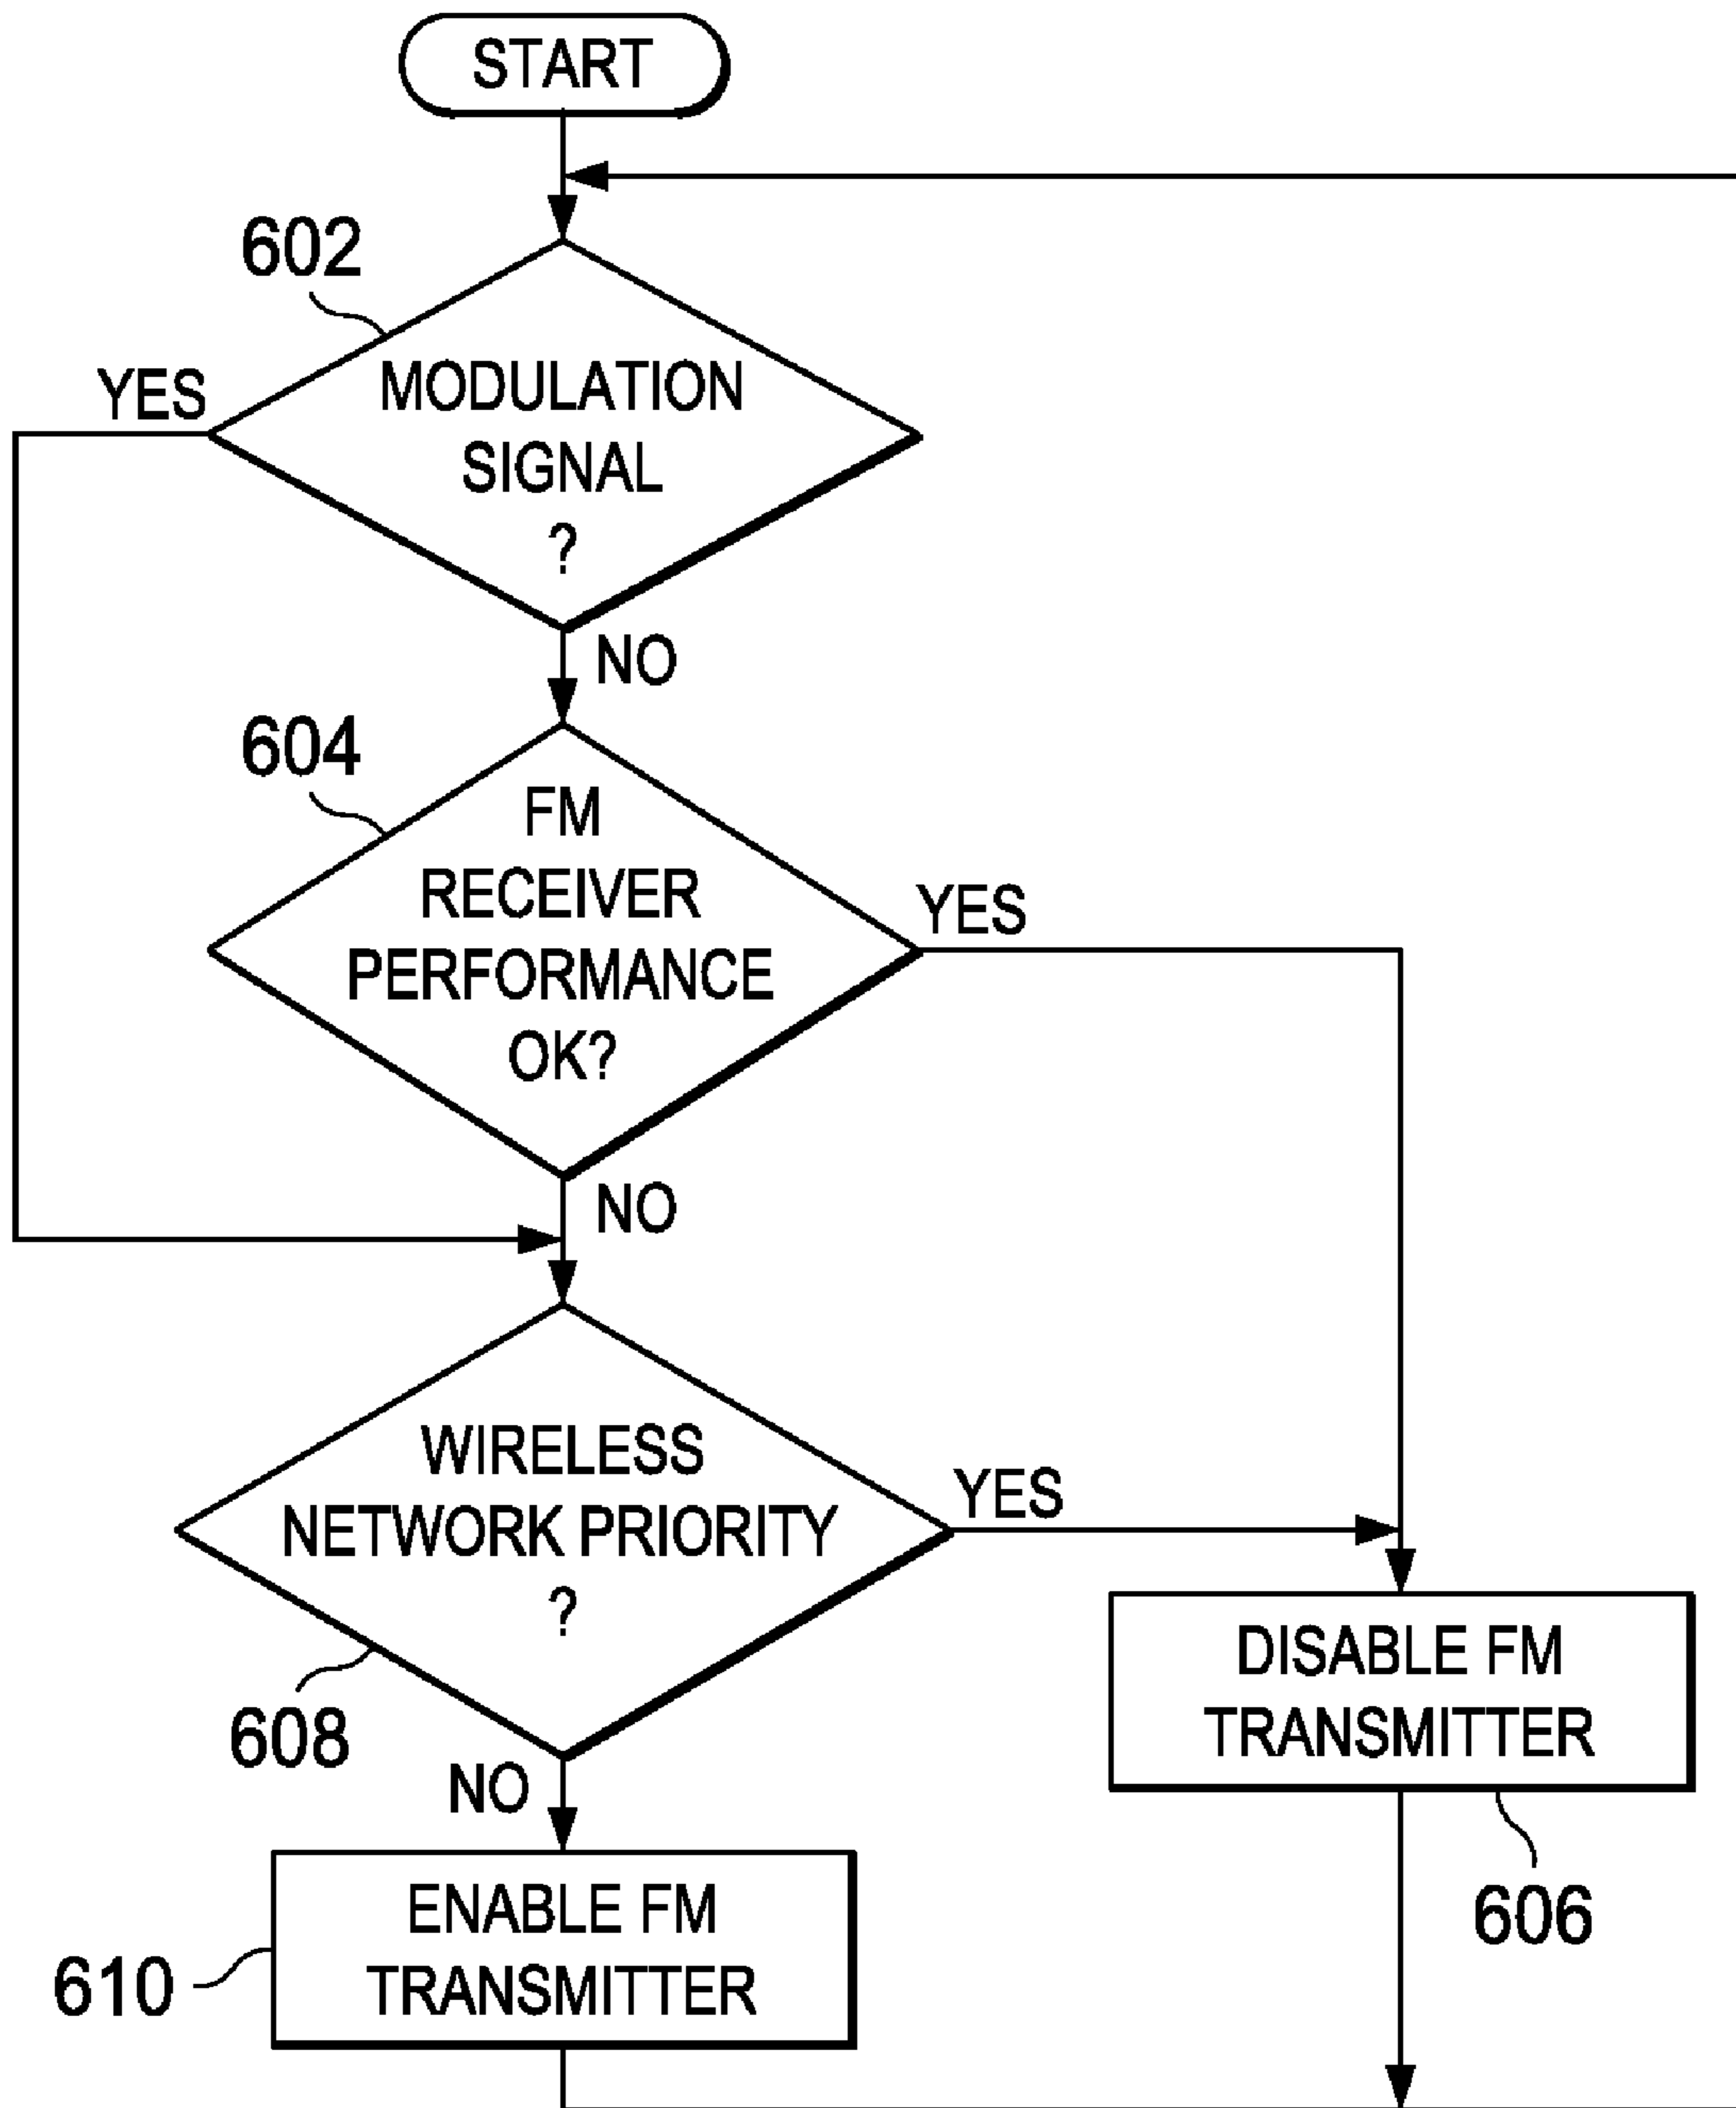 START
602
YES
MODULATION
SIGNAL
?
NO
604
FM
RECEIVER
PERFORMANCE
OK?
YES
NO
WIRELESS
NETWORK PRIORITY
?
YES
608
NO
DISABLE FM
TRANSMITTER
606
ENABLE FM
TRANSMITTER
610